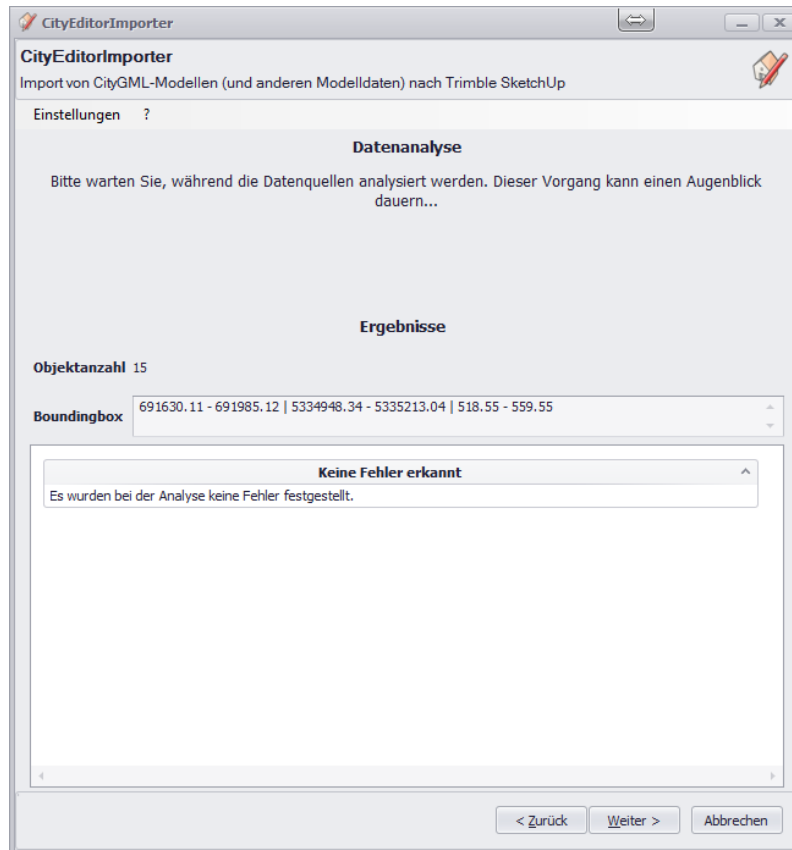 CityEditorImporter
CityEditorImporter
Import von CityGML-Modellen (und anderen Modelldaten) nach Trimble SketchUp
Einstellungen ?
Datenanalyse
Bitte warten Sie, während die Datenquellen analysiert werden. Dieser Vorgang kann einen Augenblick
dauern...
Ergebnisse
Objektanzahl 15
Boundingbox 691630.11 - 691985.12 | 5334948.34 - 5335213.04 | 518.55 - 559.55
Keine Fehler erkannt
Es wurden bei der Analyse keine Fehler festgestellt.
< Zurück Weiter > Abbrechen